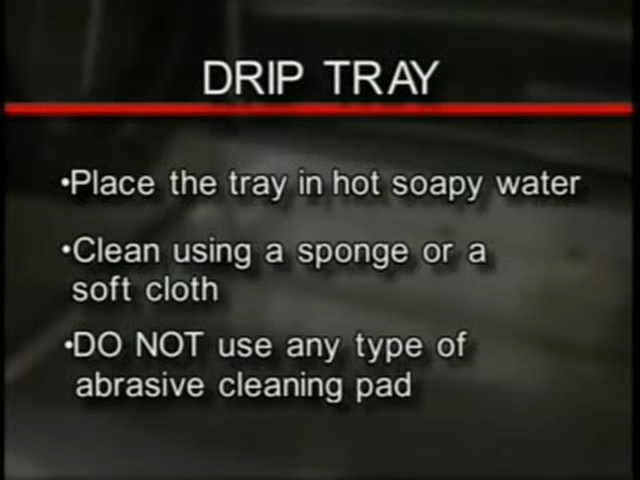 DRIP TRAY
•Place the tray in hot soapy water
•Clean using a sponge or a
soft cloth
•DO NOT use any type of
abrasive cleaning pad